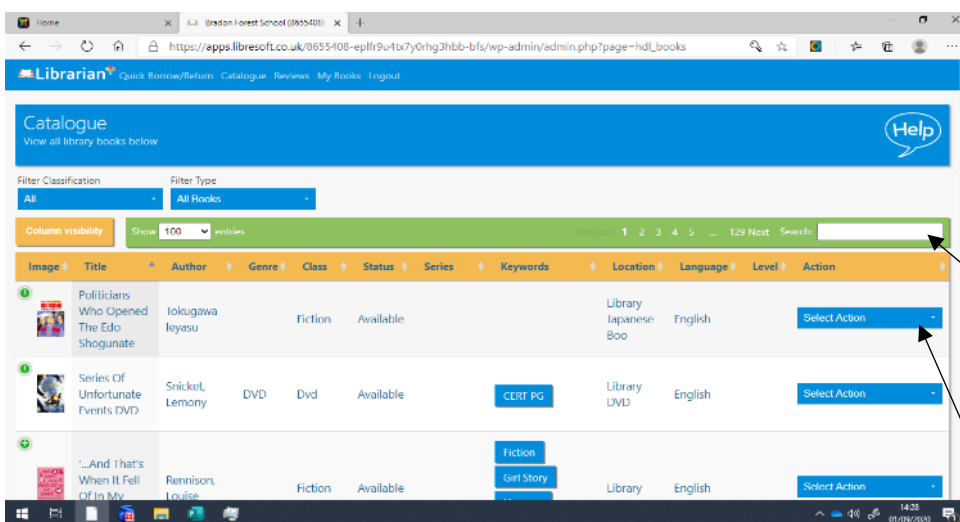 Home
Bradon Forest School (8655408)
https://apps.libresoft.co.uk/8655408-eplfr9u4tx7y0rhg3hbb-bfs/wp-admin/admin.php?page=hdl_books
Librarian Quick Borrow/Return Catalogue Reviews My Books Logout
Catalogue
View all library books below
Help
Filter Classification Filter Type
All All Books
Column visibility Show 100 entries Previous 1 2 3 4 5 ... 129 Next Search:
Image Title Author Genre Class Status Series Keywords Location Language Level Action
Politicians
Who Opened
The Edo
Shogunate
Tokugawa
Ieyasu
Fiction
Available
Library
Japanese
Boo
English
Select Action
Series Of
Unfortunate
Events DVD
Snicket,
Lemony
DVD
Dvd
Available
CERT PG
Library
DVD
English
Select Action
'...And That's
When It Fell
Of In My
Rennison,
Louise
Fiction
Available
Fiction
Girl Story
Library
English
Select Action
14:28
01/09/2020